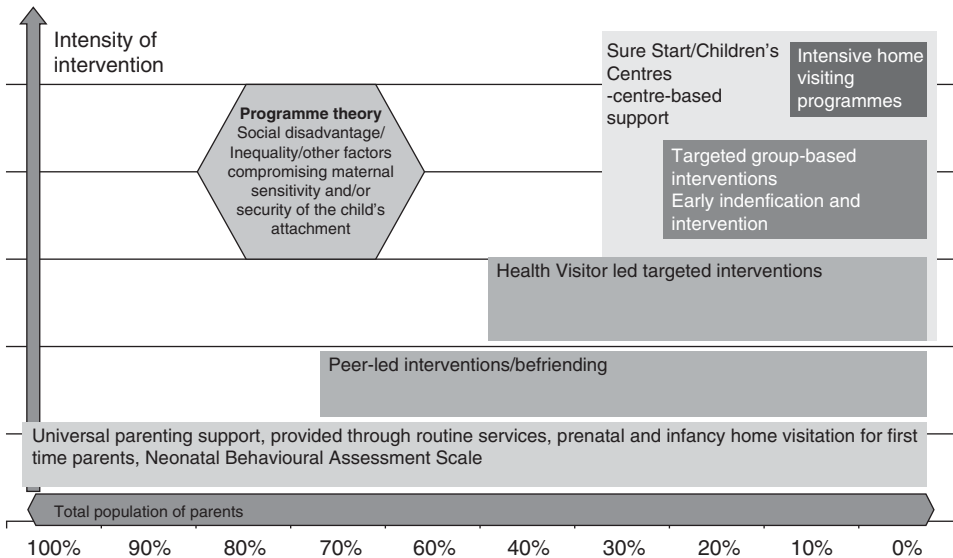 Intensity of
intervention
Programme theory
Social disadvantage/
Inequality/other factors
compromising maternal
sensitivity and/or
security of the child's
attachment
Sure Start/Children's
Centres
-centre-based
support
Intensive home
visiting
programmes
Targeted group-based
interventions
Early indenfication and
intervention
Health Visitor led targeted interventions
Peer-led interventions/befriending
Universal parenting support, provided through routine services, prenatal and infancy home visitation for first
time parents, Neonatal Behavioural Assessment Scale
Total population of parents
100% 90% 80% 70% 60% 40% 30% 20% 10% 0%